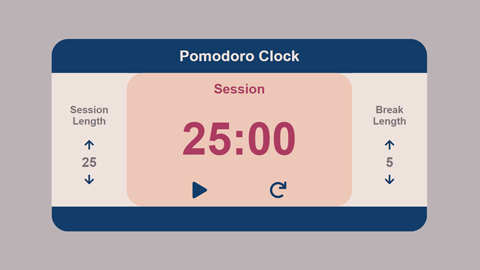 Pomodoro Clock
Session
Length
25
Session
25:00
Break
Length
5